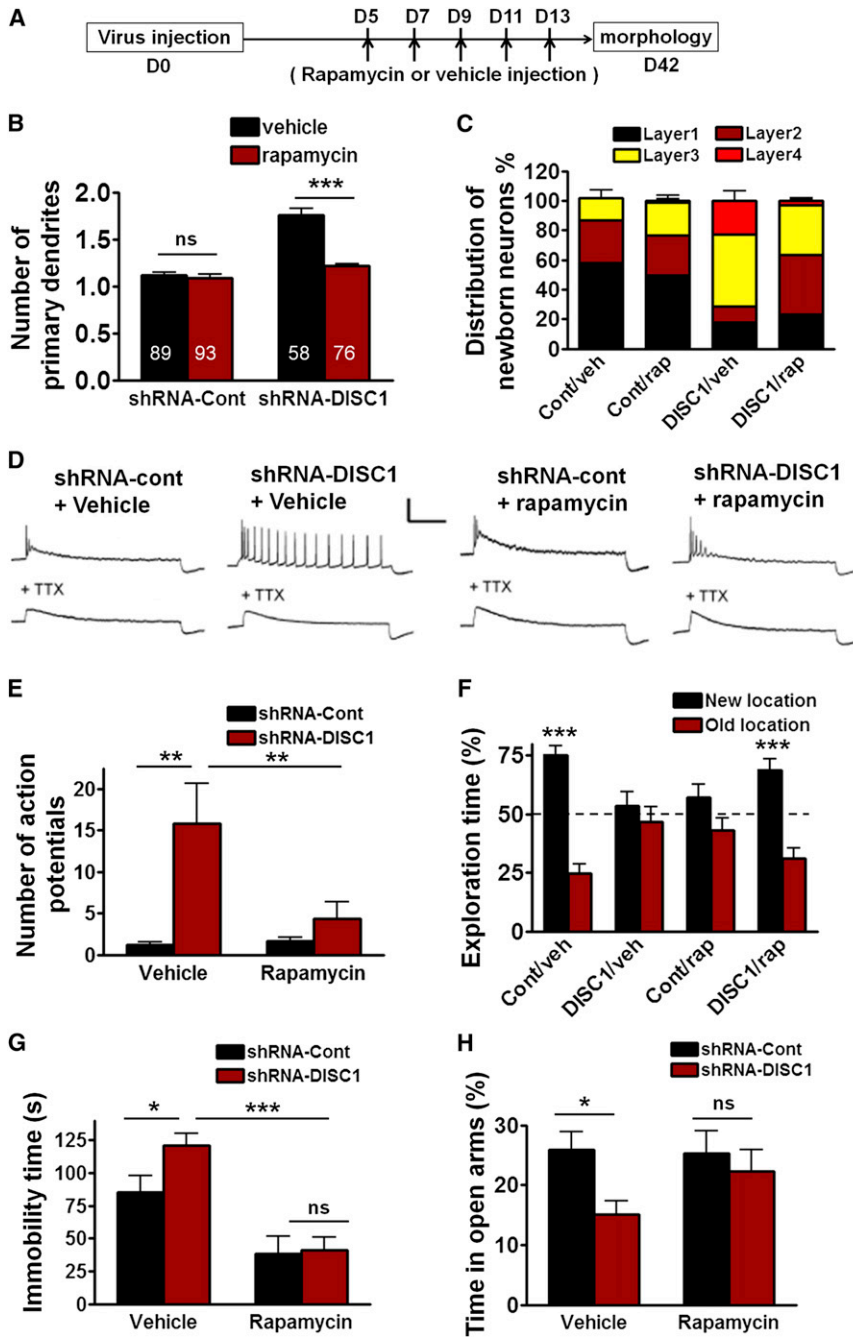 A
D5 D7 D9 D11 D13
Virus injection
morphology
D0
( Rapamycin or vehicle injection )
D42
B
vehicle
rapamycin
Number of
primary dendrites
2.0
1.5
1.0
0.5
0.0
ns
***
89
93
58
76
shRNA-Cont
shRNA-DISC1
C
Layer1
Layer2
Layer3
Layer4
Distribution of
newborn neurons %
120
100
80
60
40
20
0
Cont/veh
Cont/rap
DISC1/veh
DISC1/rap
D
shRNA-cont
+ Vehicle
shRNA-DISC1
+ Vehicle
shRNA-cont
+ rapamycin
shRNA-DISC1
+ rapamycin
+ TTX
+ TTX
+ TTX
+ TTX
E
shRNA-Cont
shRNA-DISC1
Number of action
potentials
20
15
10
5
0
**
**
Vehicle
Rapamycin
F
New location
Old location
Exploration time (%)
75
50
25
0
***
***
Cont/veh
DISC1/veh
Cont/rap
DISC1/rap
G
shRNA-Cont
shRNA-DISC1
Immobility time (s)
125
100
75
50
25
0
*
***
ns
Vehicle
Rapamycin
H
shRNA-Cont
shRNA-DISC1
Time in open arms (%)
30
20
10
0
*
ns
Vehicle
Rapamycin